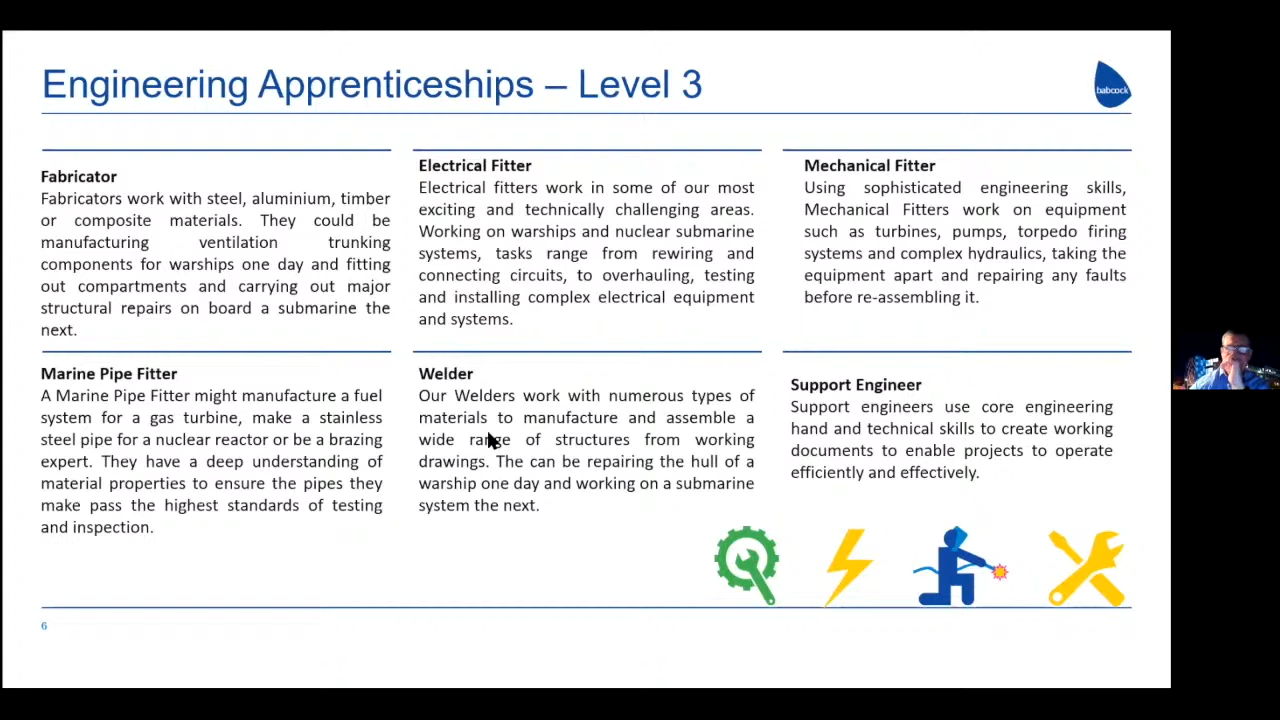 Engineering Apprenticeships – Level 3
babcock
Fabricator
Fabricators work with steel, aluminium, timber
or composite materials. They could be
manufacturing ventilation trunking
components for warships one day and fitting
out compartments and carrying out major
structural repairs on board a submarine the
next.
Electrical Fitter
Electrical fitters work in some of our most
exciting and technically challenging areas.
Working on warships and nuclear submarine
systems, tasks range from rewiring and
connecting circuits, to overhauling, testing
and installing complex electrical equipment
and systems.
Mechanical Fitter
Using sophisticated engineering skills,
Mechanical Fitters work on equipment
such as turbines, pumps, torpedo firing
systems and complex hydraulics, taking the
equipment apart and repairing any faults
before re-assembling it.
Marine Pipe Fitter
A Marine Pipe Fitter might manufacture a fuel
system for a gas turbine, make a stainless
steel pipe for a nuclear reactor or be a brazing
expert. They have a deep understanding of
material properties to ensure the pipes they
make pass the highest standards of testing
and inspection.
Welder
Our Welders work with numerous types of
materials to manufacture and assemble a
wide range of structures from working
drawings. The can be repairing the hull of a
warship one day and working on a submarine
system the next.
Support Engineer
Support engineers use core engineering
hand and technical skills to create working
documents to enable projects to operate
efficiently and effectively.
6